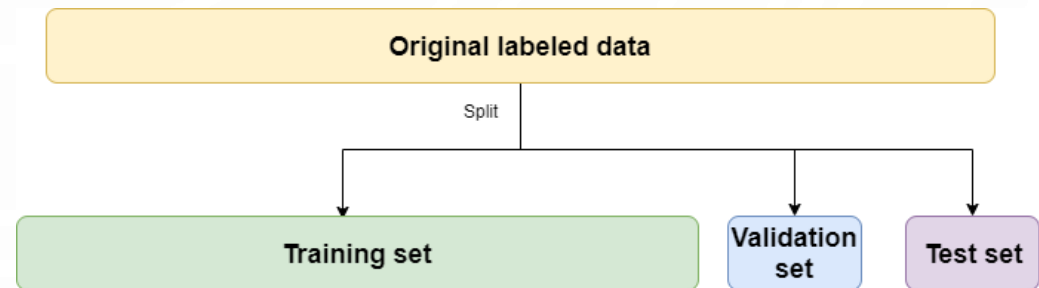 Original labeled data
Split
Training set
Validation
set
Test set